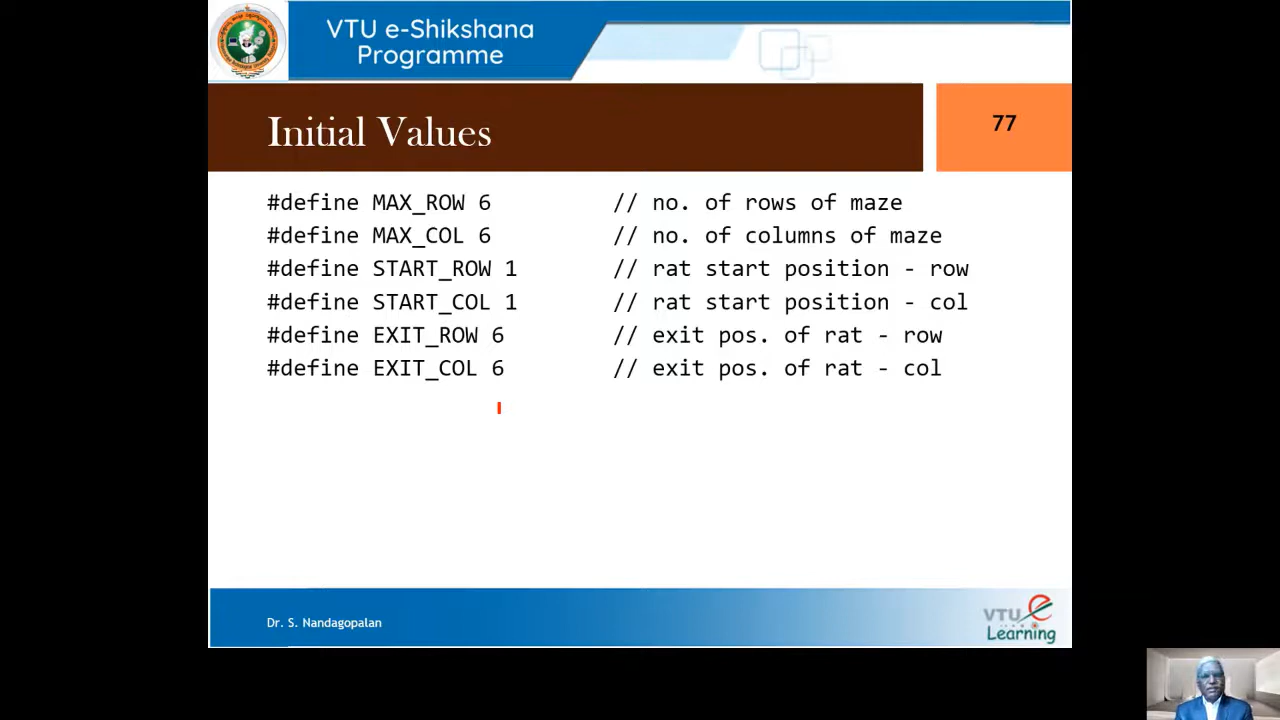 VTU e-Shikshana
Programme
Initial Values
77
#define MAX_ROW 6 // no. of rows of maze
#define MAX_COL 6 // no. of columns of maze
#define START_ROW 1 // rat start position - row
#define START_COL 1 // rat start position - col
#define EXIT_ROW 6 // exit pos. of rat - row
#define EXIT_COL 6 // exit pos. of rat - col
Dr. S. Nandagopalan
VTU e
Learning